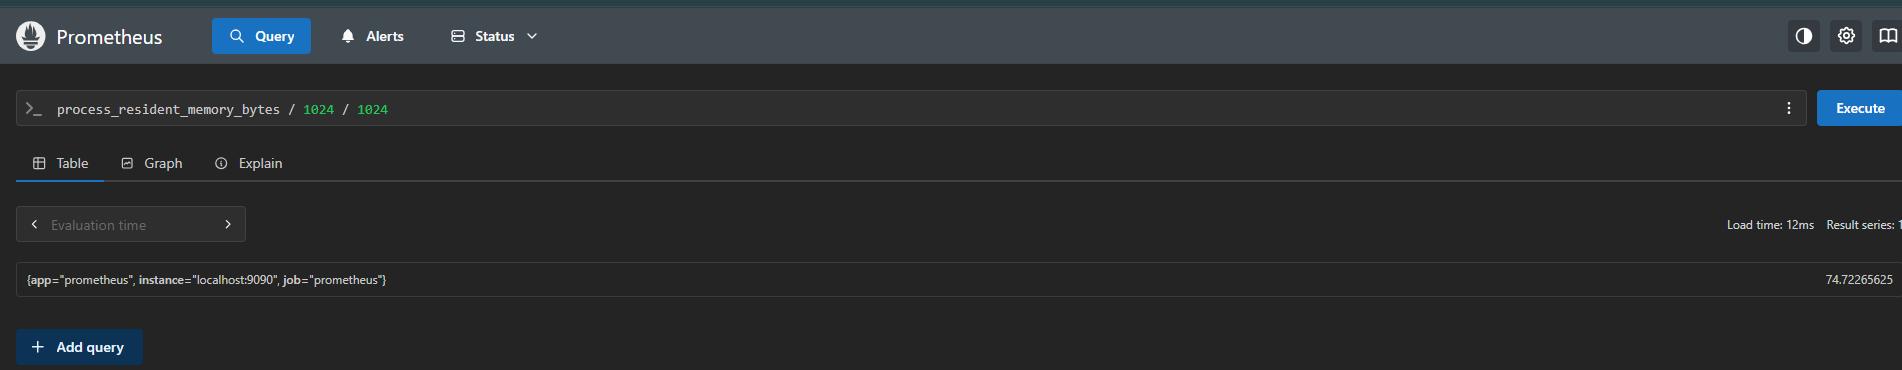 Prometheus Query Alerts Status
process_resident_memory_bytes / 1024 / 1024 Execute
Table Graph Explain
Evaluation time Load time: 12ms Result series: 1
{app="prometheus", instance="localhost:9090", job="prometheus"} 74.72265625
+ Add query